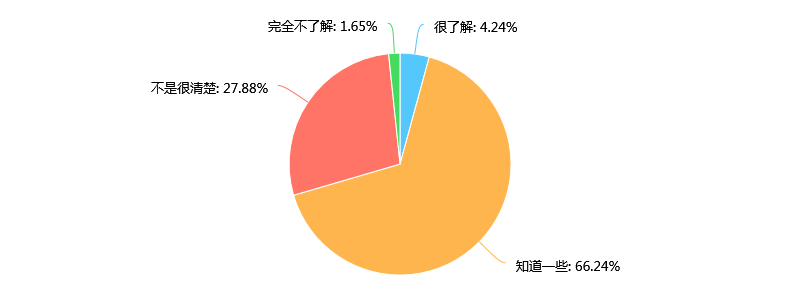 完全不了解: 1.65%
很了解: 4.24%
不是很清楚: 27.88%
知道一些: 66.24%